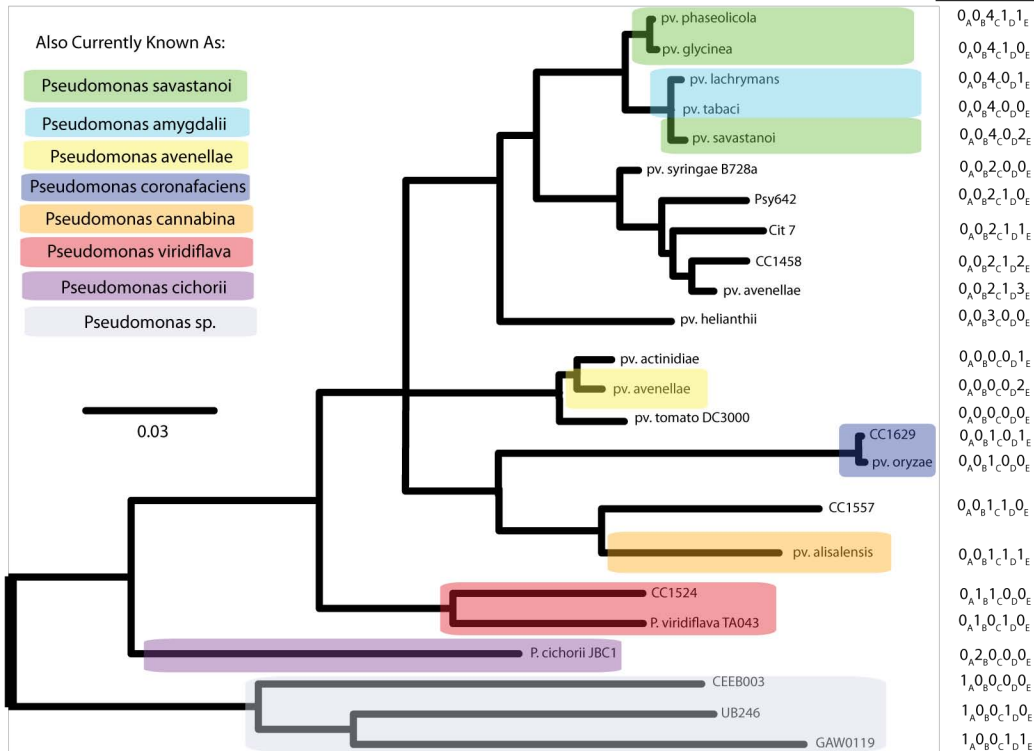 Also Currently Known As:
Pseudomonas savastanoi
Pseudomonas amygdalii
Pseudomonas avenellae
Pseudomonas coronafaciens
Pseudomonas cannabina
Pseudomonas viridiflava
Pseudomonas cichorii
Pseudomonas sp.
0.03
pv. phaseolicola 0A0B4C1D1E
pv. glycinea 0A0B4C1D0E
pv. lachrymans 0A0B4C0D1E
pv. tabaci 0A0B4C0D0E
pv. savastanoi 0A0B4C0D2E
pv. syringae B728a 0A0B2C0D0E
Psy642 0A0B2C1D0E
Cit 7 0A0B2C1D1E
CC1458 0A0B2C1D2E
pv. avenellae 0A0B2C1D3E
pv. helianthii 0A0B3C0D0E
pv. actinidiae 0A0B0C0D1E
pv. avenellae 0A0B0C0D2E
pv. tomato DC3000 0A0B0C0D0E
CC1629 0A0B1C0D1E
pv. oryzae 0A0B1C0D0E
CC1557 0A0B1C1D0E
pv. alisalensis 0A0B1C1D1E
CC1524 0A1B1C0D0E
P. viridiflava TA043 0A1B0C1D0E
P. cichorii JBC1 0A2B0C0D0E
CEEB003 1A0B0C0D0E
UB246 1A0B0C1D0E
GAW0119 1A0B0C1D1E